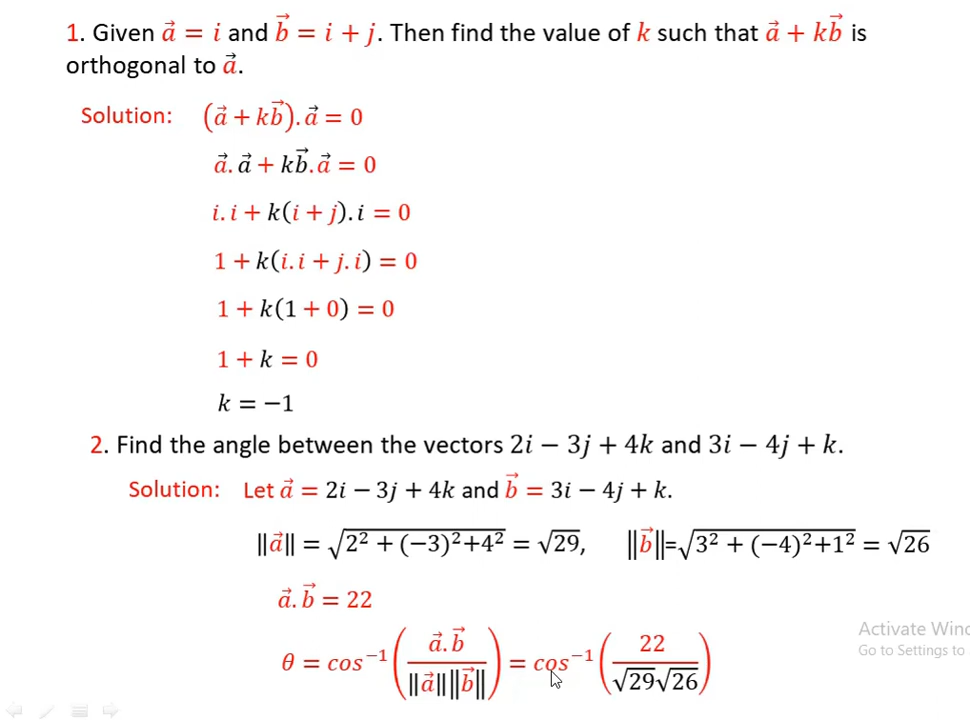 1. Given a⃗ = i and b⃗ = i + j. Then find the value of k such that a⃗ + kb⃗ is
orthogonal to a⃗.
Solution: (a⃗ + kb⃗).a⃗ = 0
a⃗.a⃗ + kb⃗.a⃗ = 0
i.i + k(i + j).i = 0
1 + k(i.i + j.i) = 0
1 + k(1 + 0) = 0
1 + k = 0
k = −1
2. Find the angle between the vectors 2i − 3j + 4k and 3i − 4j + k.
Solution: Let a⃗ = 2i − 3j + 4k and b⃗ = 3i − 4j + k.
‖a⃗‖ = √(2² + (−3)²+4²) = √29, ‖b⃗‖=√(3² + (−4)²+1²) = √26
a⃗.b⃗ = 22
θ = cos⁻¹(a⃗.b⃗ / ‖a⃗‖‖b⃗‖) = cos⁻¹(22 / √29√26)
Activate Wind
Go to Settings to